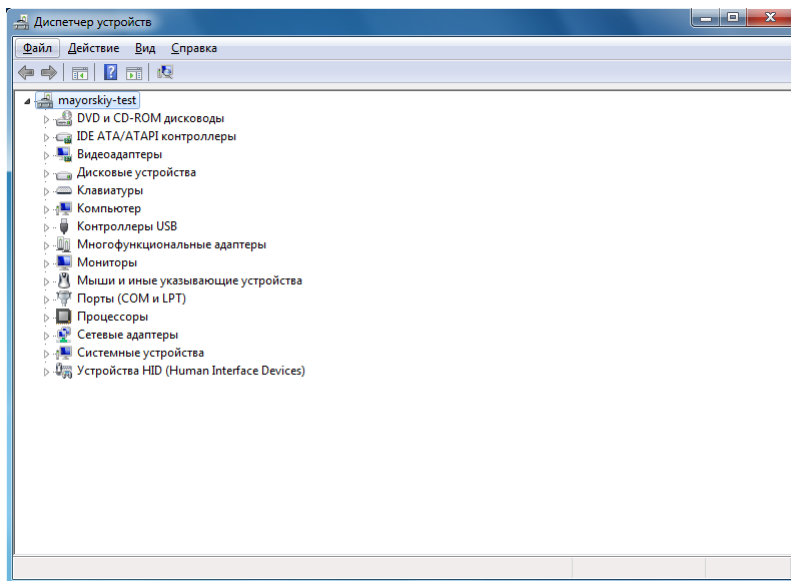 Диспетчер устройств
Файл Действие Вид Справка
mayorskiy-test
DVD и CD-ROM дисководы
IDE ATA/ATAPI контроллеры
Видеоадаптеры
Дисковые устройства
Клавиатуры
Компьютер
Контроллеры USB
Многофункциональные адаптеры
Мониторы
Мыши и иные указывающие устройства
Порты (COM и LPT)
Процессоры
Сетевые адаптеры
Системные устройства
Устройства HID (Human Interface Devices)